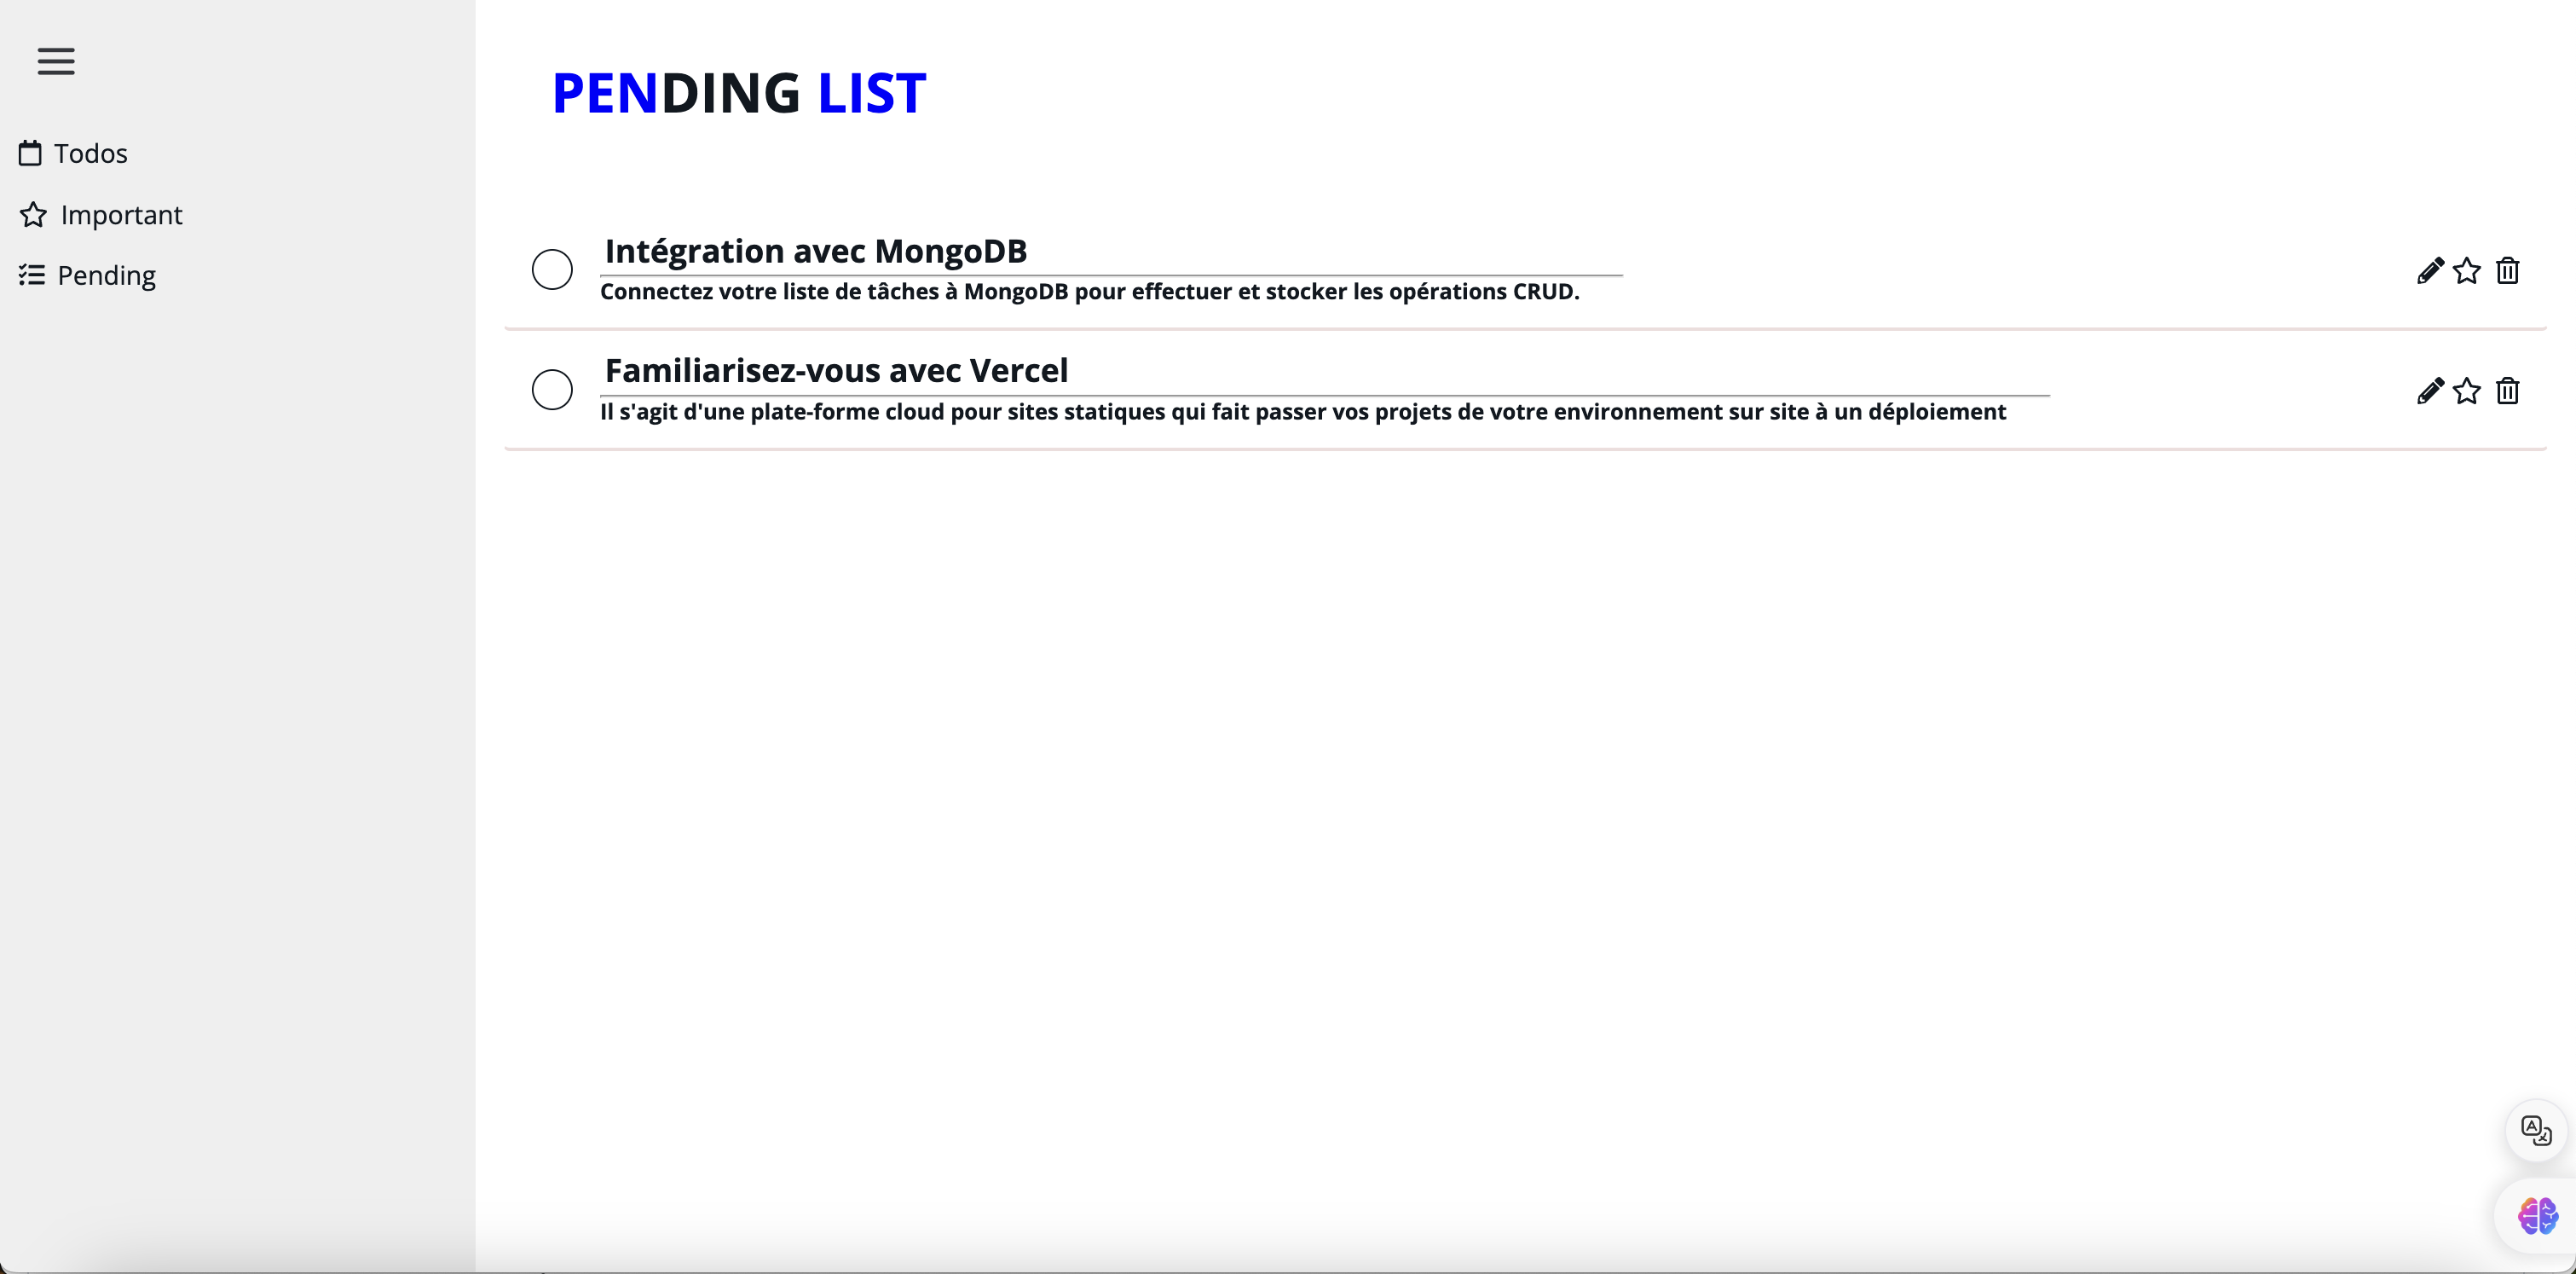 PENDING LIST
Todos
Important
Pending
Intégration avec MongoDB
Connectez votre liste de tâches à MongoDB pour effectuer et stocker les opérations CRUD.
Familiarisez-vous avec Vercel
Il s'agit d'une plate-forme cloud pour sites statiques qui fait passer vos projets de votre environnement sur site à un déploiement